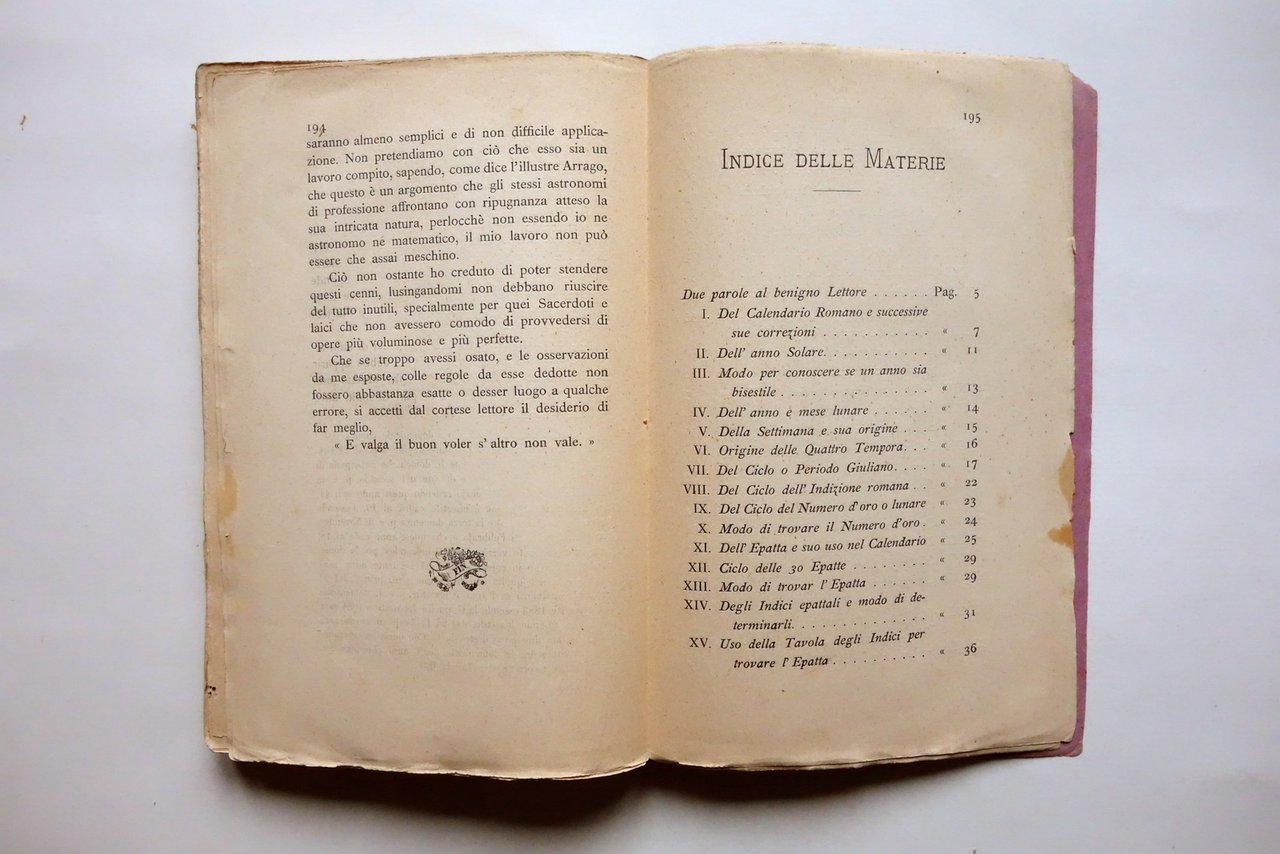 194
saranno almeno semplici e di non difficile applica-
zione. Non pretendiamo con ciò che esso sia un
lavoro compito, sapendo, come dice l'illustre Arrago,
che questo è un argomento che gli stessi astronomi
di professione affrontano con ripugnanza atteso la
sua intricata natura, perlocchè non essendo io ne
astronomo ne matematico, il mio lavoro non può
essere che assai meschino.
Ciò non ostante ho creduto di poter stendere
questi cenni, lusingandomi non debbano riuscire
del tutto inutili, specialmente per quei Sacerdoti e
laici che non avessero comodo di provvedersi di
opere più voluminose e più perfette.
Che se troppo avessi osato, e le osservazioni
da me esposte, colle regole da esse dedotte non
fossero abbastanza esatte o desser luogo a qualche
errore, si accetti dal cortese lettore il desiderio di
far meglio,
« E valga il buon voler s' altro non vale. »
FIN
195
INDICE DELLE MATERIE
Due parole al benigno Lettore . . . . . . Pag. 5
I. Del Calendario Romano e successive
sue correzioni . . . . . . . . . . . « 7
II. Dell' anno Solare. . . . . . . . . . . « 11
III. Modo per conoscere se un anno sia
bisestile . . . . . . . . . . . . . . . « 13
IV. Dell' anno e mese lunare . . . . . . « 14
V. Della Settimana e sua origine . . . « 15
VI. Origine delle Quattro Tempora. . . « 16
VII. Del Ciclo o Periodo Giuliano. . . . « 17
VIII. Del Ciclo dell' Indizione romana . . « 22
IX. Del Ciclo del Numero d'oro o lunare « 23
X. Modo di trovare il Numero d'oro . « 24
XI. Dell' Epatta e suo uso nel Calendario « 25
XII. Ciclo delle 30 Epatte . . . . . . . . « 29
XIII. Modo di trovar l' Epatta . . . . . . « 29
XIV. Degli Indici epattali e modo di de-
terminarli. . . . . . . . . . . . . . « 31
XV. Uso della Tavola degli Indici per
trovare l' Epatta . . . . . . . . . . « 36